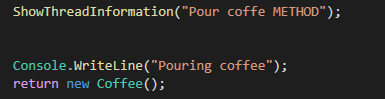 ShowThreadInformation("Pour coffe METHOD");
Console.WriteLine("Pouring coffee");
return new Coffee();